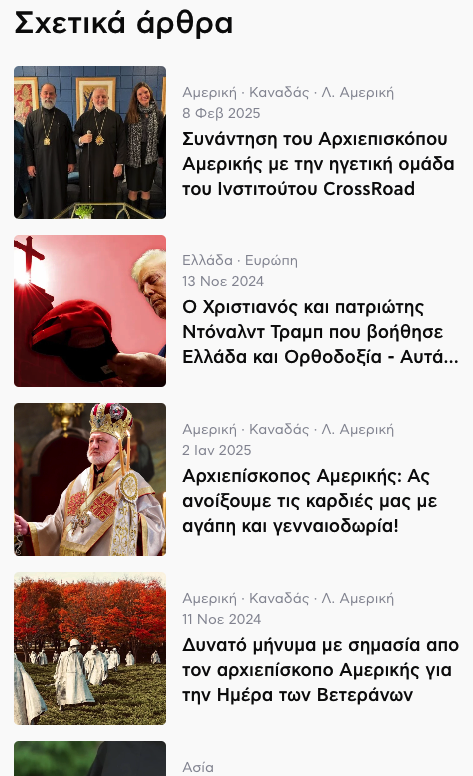 Σχετικά άρθρα
Αμερική · Καναδάς · Λ. Αμερική
8 Φεβ 2025
Συνάντηση του Αρχιεπισκόπου
Αμερικής με την ηγετική ομάδα
του Ινστιτούτου CrossRoad
Ελλάδα · Ευρώπη
13 Νοε 2024
Ο Χριστιανός και πατριώτης
Ντόναλντ Τραμπ που βοήθησε
Ελλάδα και Ορθοδοξία - Αυτά...
Αμερική · Καναδάς · Λ. Αμερική
2 Ιαν 2025
Αρχιεπίσκοπος Αμερικής: Ας
ανοίξουμε τις καρδιές μας με
αγάπη και γενναιοδωρία!
Αμερική · Καναδάς · Λ. Αμερική
11 Νοε 2024
Δυνατό μήνυμα με σημασία απο
τον αρχιεπίσκοπο Αμερικής για
την Ημέρα των Βετεράνων
Ασία